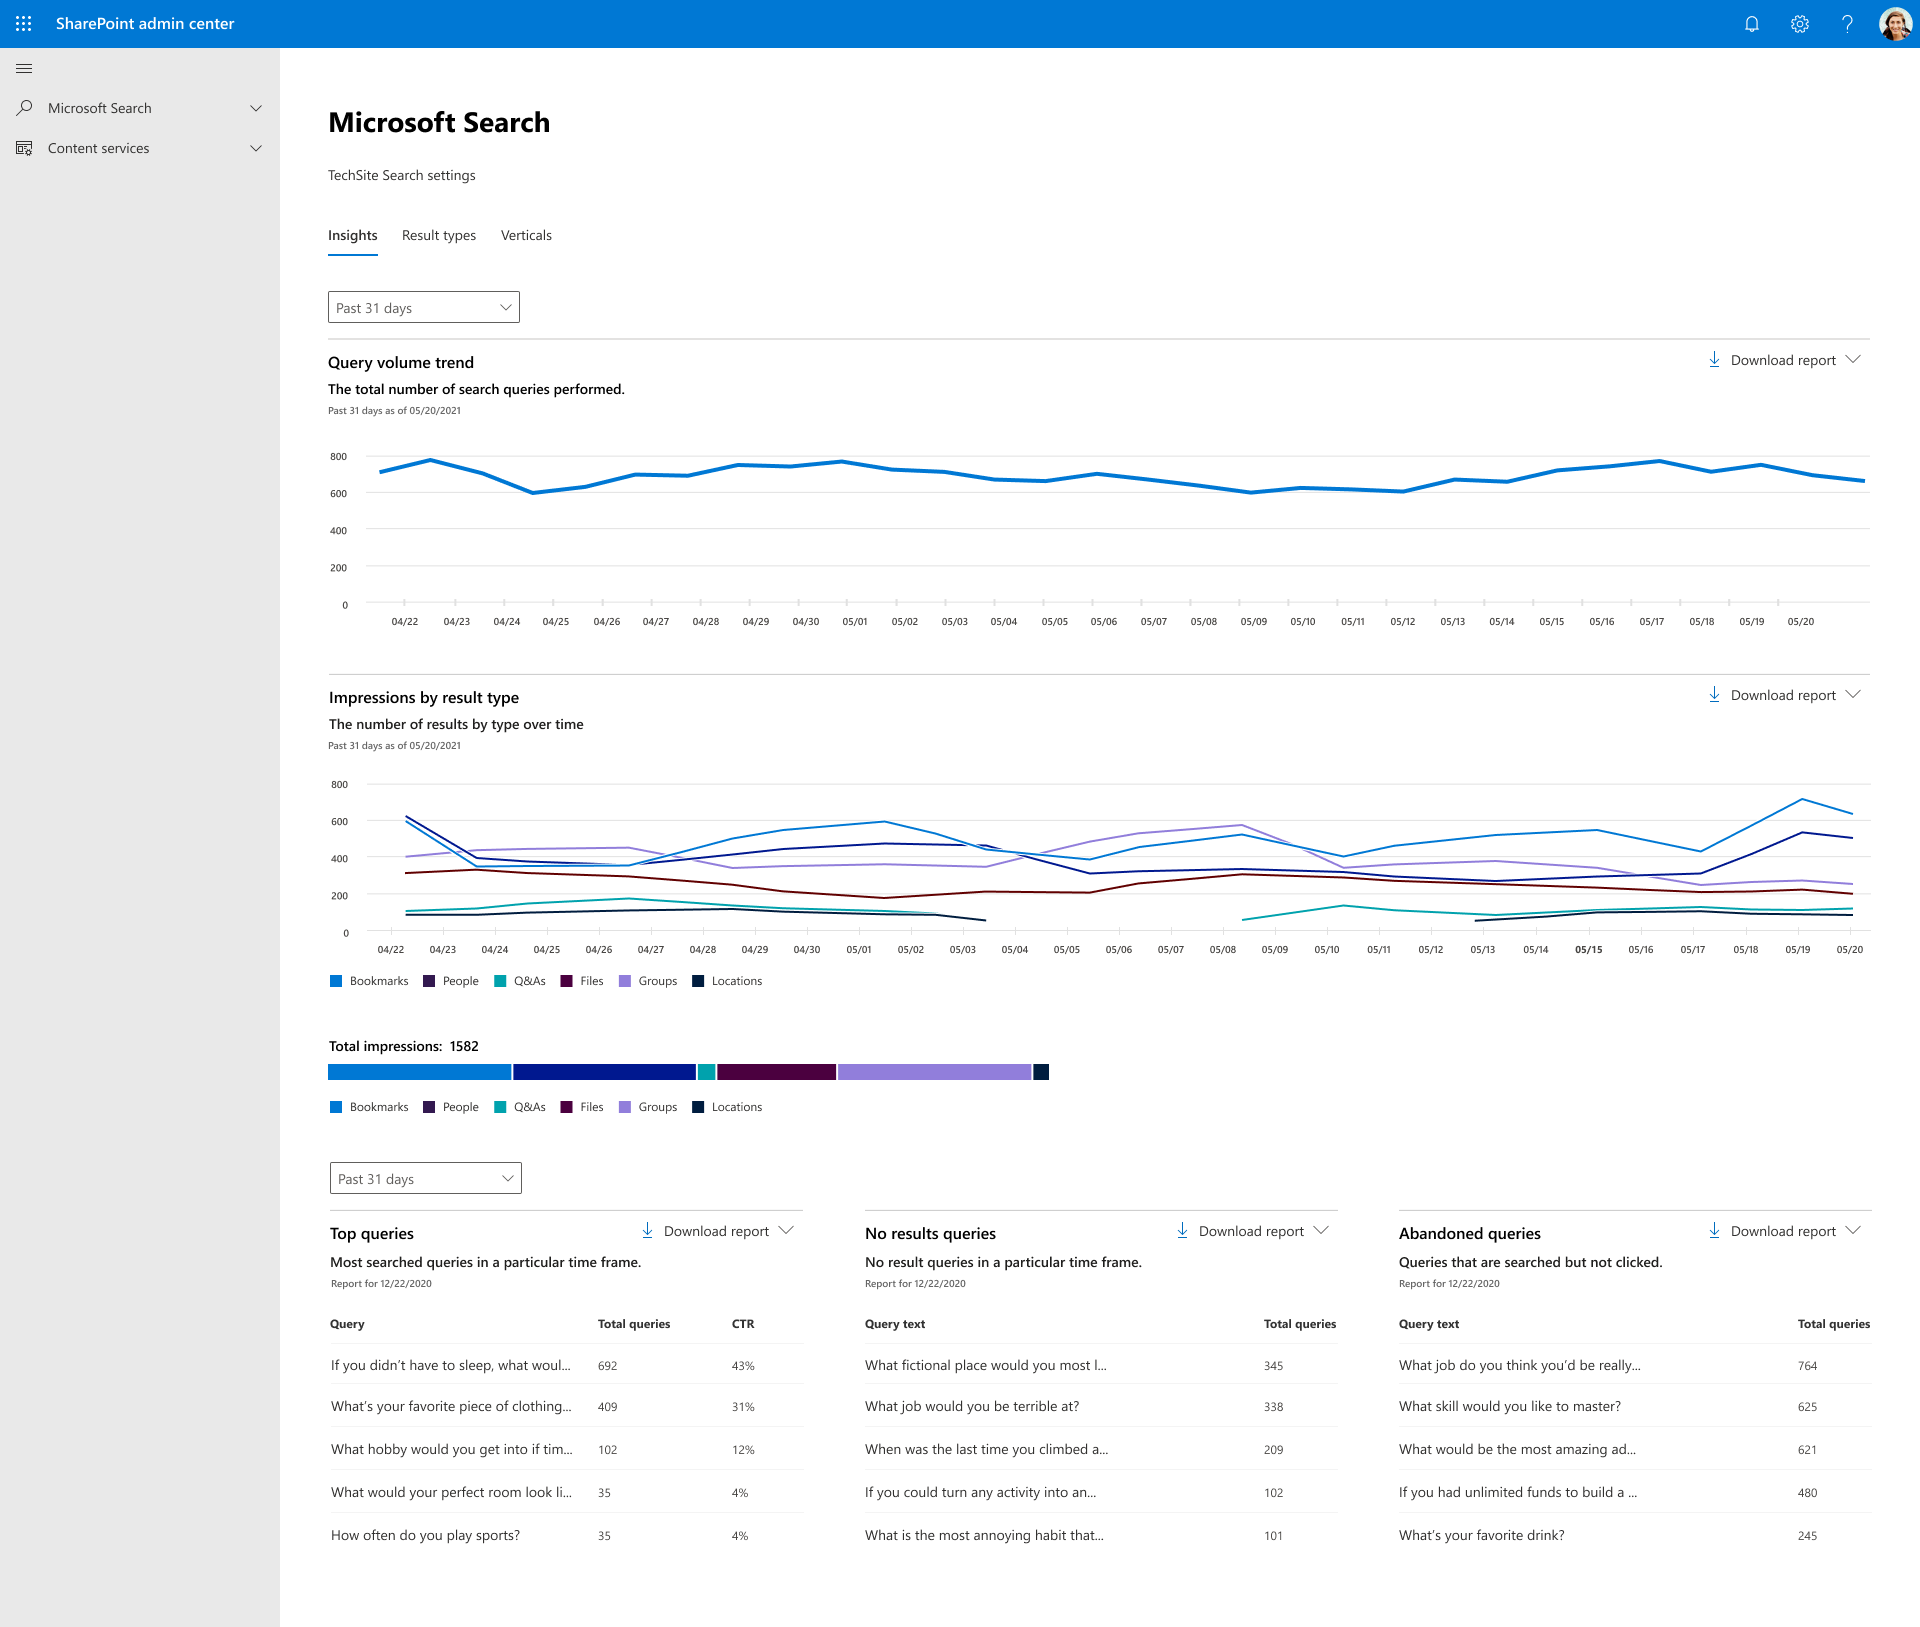 SharePoint admin center
Microsoft Search
Content services
Microsoft Search
TechSite Search settings
Insights Result types Verticals
Past 31 days
Query volume trend Download report
The total number of search queries performed.
Past 31 days as of 05/20/2021
800
600
400
200
0
04/22 04/23 04/24 04/25 04/26 04/27 04/28 04/29 04/30 05/01 05/02 05/03 05/04 05/05 05/06 05/07 05/08 05/09 05/10 05/11 05/12 05/13 05/14 05/15 05/16 05/17 05/18 05/19 05/20
Impressions by result type Download report
The number of results by type over time
Past 31 days as of 05/20/2021
800
600
400
200
0
04/22 04/23 04/24 04/25 04/26 04/27 04/28 04/29 04/30 05/01 05/02 05/03 05/04 05/05 05/06 05/07 05/08 05/09 05/10 05/11 05/12 05/13 05/14 05/15 05/16 05/17 05/18 05/19 05/20
Bookmarks People Q&As Files Groups Locations
Total impressions: 1582
Bookmarks People Q&As Files Groups Locations
Past 31 days
Top queries Download report
Most searched queries in a particular time frame.
Report for 12/22/2020
Query Total queries CTR
If you didn’t have to sleep, what woul... 692 43%
What’s your favorite piece of clothing... 409 31%
What hobby would you get into if tim... 102 12%
What would your perfect room look li... 35 4%
How often do you play sports? 35 4%
No results queries Download report
No result queries in a particular time frame.
Report for 12/22/2020
Query text Total queries
What fictional place would you most l... 345
What job would you be terrible at? 338
When was the last time you climbed a... 209
If you could turn any activity into an... 102
What is the most annoying habit that... 101
Abandoned queries Download report
Queries that are searched but not clicked.
Report for 12/22/2020
Query text Total queries
What job do you think you’d be really... 764
What skill would you like to master? 625
What would be the most amazing ad... 621
If you had unlimited funds to build a ... 480
What’s your favorite drink? 245